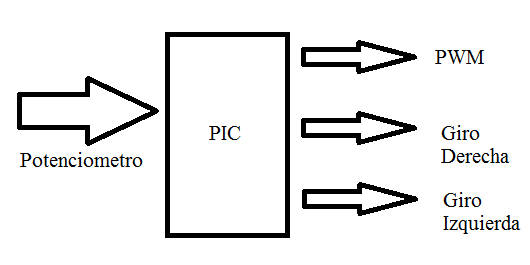 Potenciometro
PIC
PWM
Giro
Derecha
Giro
Izquierda